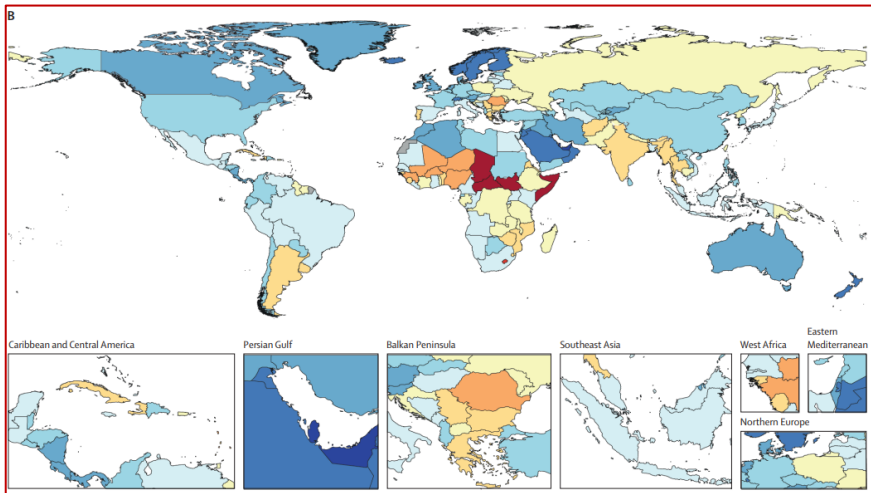 B
Caribbean and Central America
Persian Gulf
Balkan Peninsula
Southeast Asia
West Africa
Eastern
Mediterranean
Northern Europe